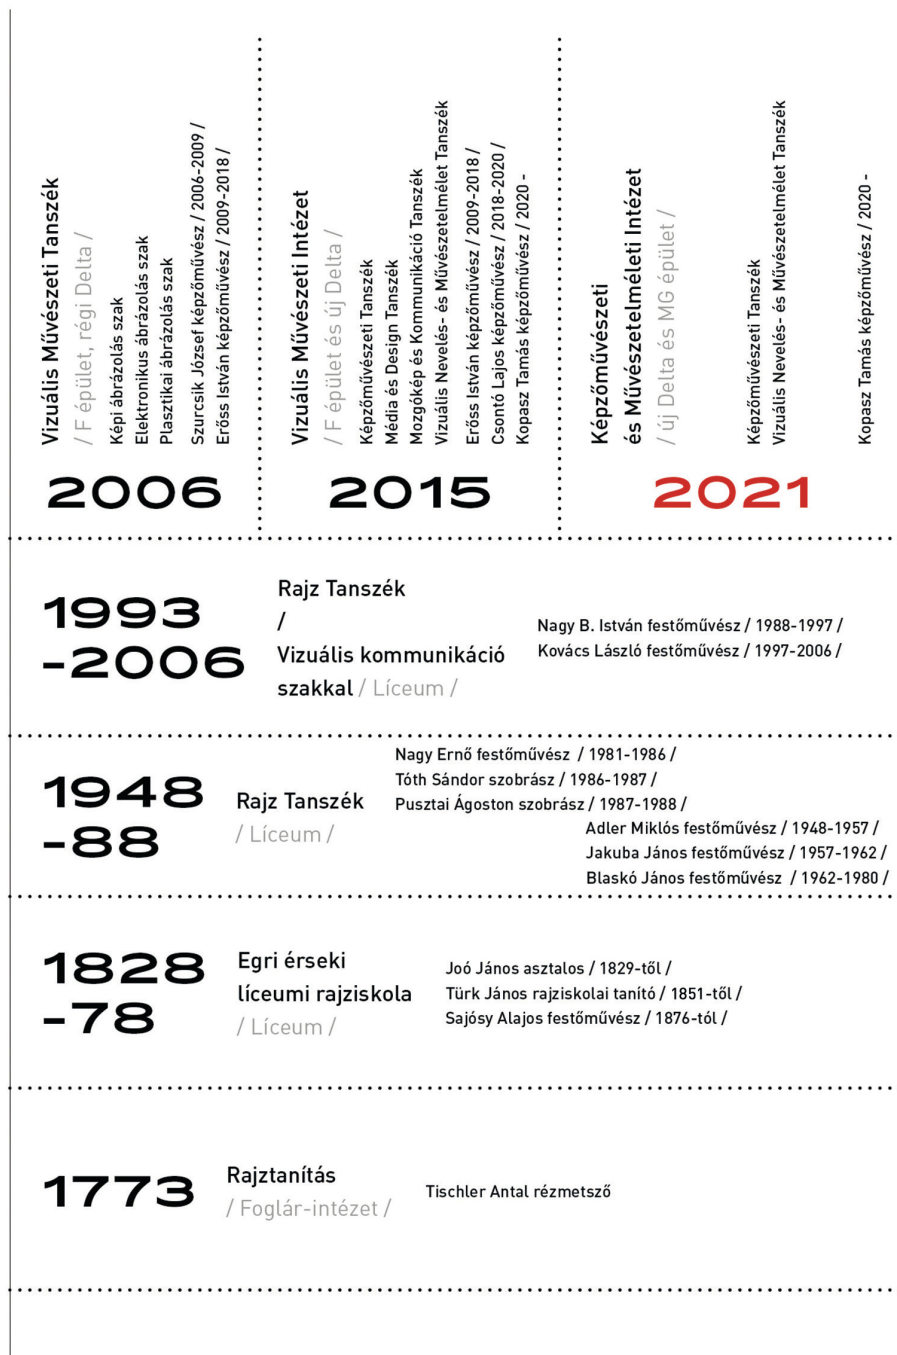 Vizuális Művészeti Tanszék
/ F épület, régi Delta /
Képi ábrázolás szak
Elektronikus ábrázolás szak
Plasztikai ábrázolás szak
Szurcsik József képzőművész / 2006-2009 /
Erőss István képzőművész / 2009-2018 /
2006
Vizuális Művészeti Intézet
/ F épület és új Delta /
Képzőművészeti Tanszék
Média és Design Tanszék
Mozgókép és Kommunikáció Tanszék
Vizuális Nevelés- és Művészetelmélet Tanszék
Erőss István képzőművész / 2009-2018 /
Csontó Lajos képzőművész / 2018-2020 /
Kopasz Tamás képzőművész / 2020 -
2015
Képzőművészeti
és Művészetelméleti Intézet
/ új Delta és MG épület /
Képzőművészeti Tanszék
Vizuális Nevelés- és Művészetelmélet Tanszék
Kopasz Tamás képzőművész / 2020 -
2021
1993
-2006
Rajz Tanszék
/
Vizuális kommunikáció
szakkal / Líceum /
Nagy B. István festőművész / 1988-1997 /
Kovács László festőművész / 1997-2006 /
1948
-88
Rajz Tanszék
/ Líceum /
Nagy Ernő festőművész / 1981-1986 /
Tóth Sándor szobrász / 1986-1987 /
Pusztai Ágoston szobrász / 1987-1988 /
Adler Miklós festőművész / 1948-1957 /
Jakuba János festőművész / 1957-1962 /
Blaskó János festőművész / 1962-1980 /
1828
-78
Egri érseki
líceumi rajziskola
/ Líceum /
Joó János asztalos / 1829-től /
Türk János rajziskolai tanító / 1851-től /
Sajósy Alajos festőművész / 1876-tól /
1773
Rajztanítás
/ Foglár-intézet /
Tischler Antal rézmetsző